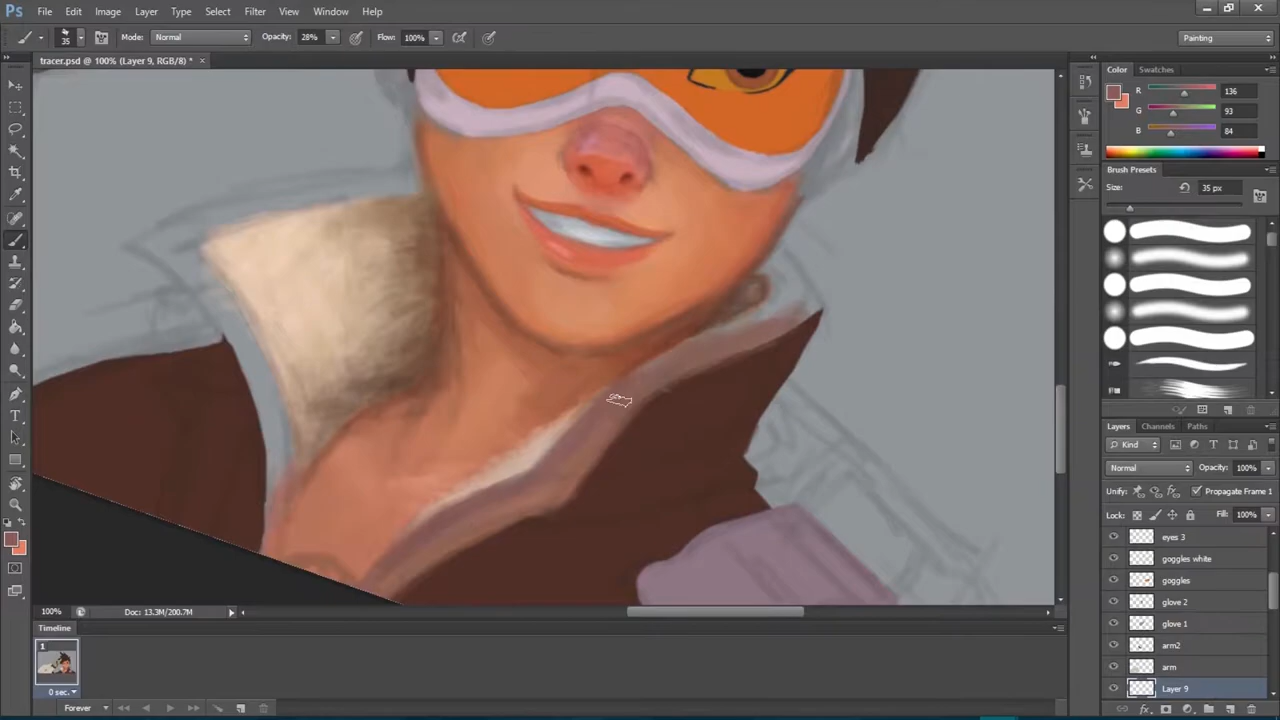 Ps File Edit Image Layer Type Select Filter View Window Help
35 Mode: Normal Opacity: 28% Flow: 100% Painting
tracer.psd @ 100% (Layer 9, RGB/8) * ×
Color Swatches
R 136
G 93
B 84
Brush Presets
Size: 35 px
Layers Channels Paths
Kind
Normal Opacity: 100%
Unify: Propagate Frame 1
Lock: Fill: 100%
eyes 3
goggles white
goggles
glove 2
glove 1
arm2
arm
Layer 9
100% Doc: 13.3M/200.7M
Timeline
1
0 sec.
Forever